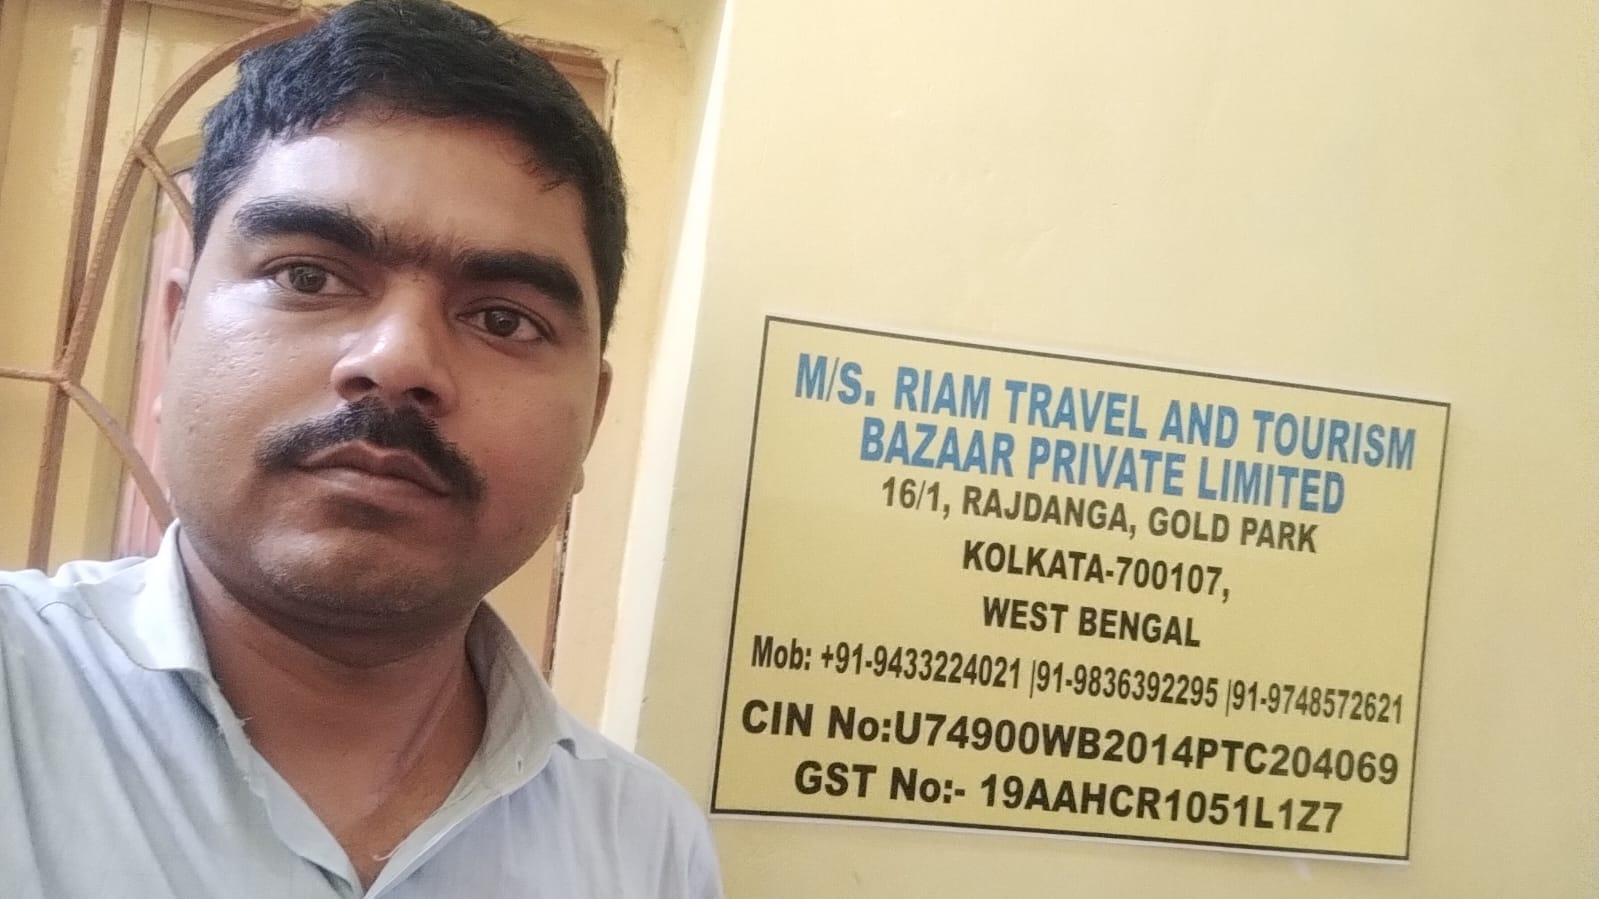 M/S. RIAM TRAVEL AND TOURISM
BAZAAR PRIVATE LIMITED
16/1, RAJDANGA, GOLD PARK
KOLKATA-700107,
WEST BENGAL
Mob: +91-9433224021 |91-9836392295 |91-9748572621
CIN No:U74900WB2014PTC204069
GST No:- 19AAHCR1051L1Z7